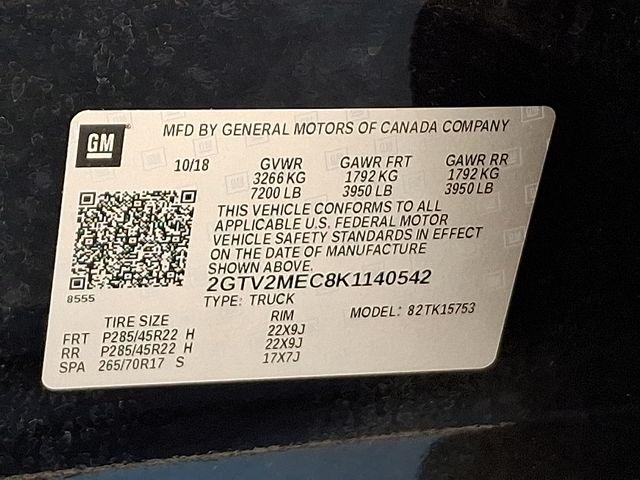 GM
MFD BY GENERAL MOTORS OF CANADA COMPANY
10/18 GVWR GAWR FRT GAWR RR
3266 KG 1792 KG 1792 KG
7200 LB 3950 LB 3950 LB
THIS VEHICLE CONFORMS TO ALL
APPLICABLE U.S. FEDERAL MOTOR
VEHICLE SAFETY STANDARDS IN EFFECT
ON THE DATE OF MANUFACTURE
SHOWN ABOVE.
2GTV2MEC8K1140542
8555
TYPE: TRUCK
MODEL: 82TK15753
TIRE SIZE RIM
FRT P285/45R22 H 22X9J
RR P285/45R22 H 22X9J
SPA 265/70R17 S 17X7J